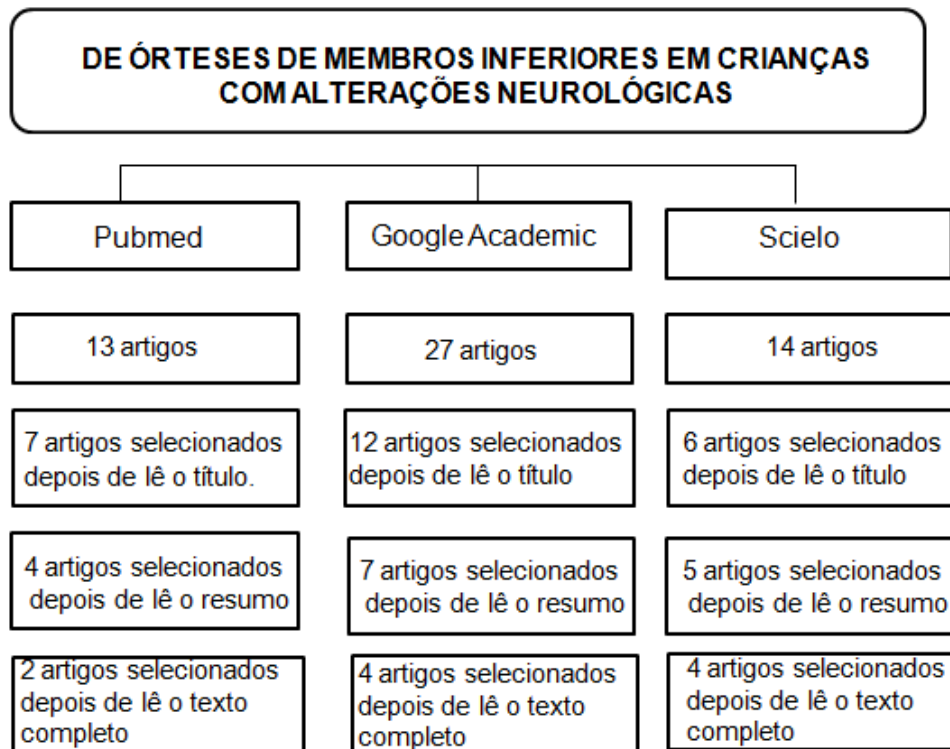 DE ÓRTESES DE MEMBROS INFERIORES EM CRIANÇAS
COM ALTERAÇÕES NEUROLÓGICAS
Pubmed
Google Academic
Scielo
13 artigos
27 artigos
14 artigos
7 artigos selecionados
depois de lê o título.
12 artigos selecionados
depois de lê o título
6 artigos selecionados
depois de lê o título
4 artigos selecionados
depois de lê o resumo
7 artigos selecionados
depois de lê o resumo
5 artigos selecionados
depois de lê o resumo
2 artigos selecionados
depois de lê o texto
completo
4 artigos selecionados
depois de lê o texto
completo
4 artigos selecionados
depois de lê o texto
completo